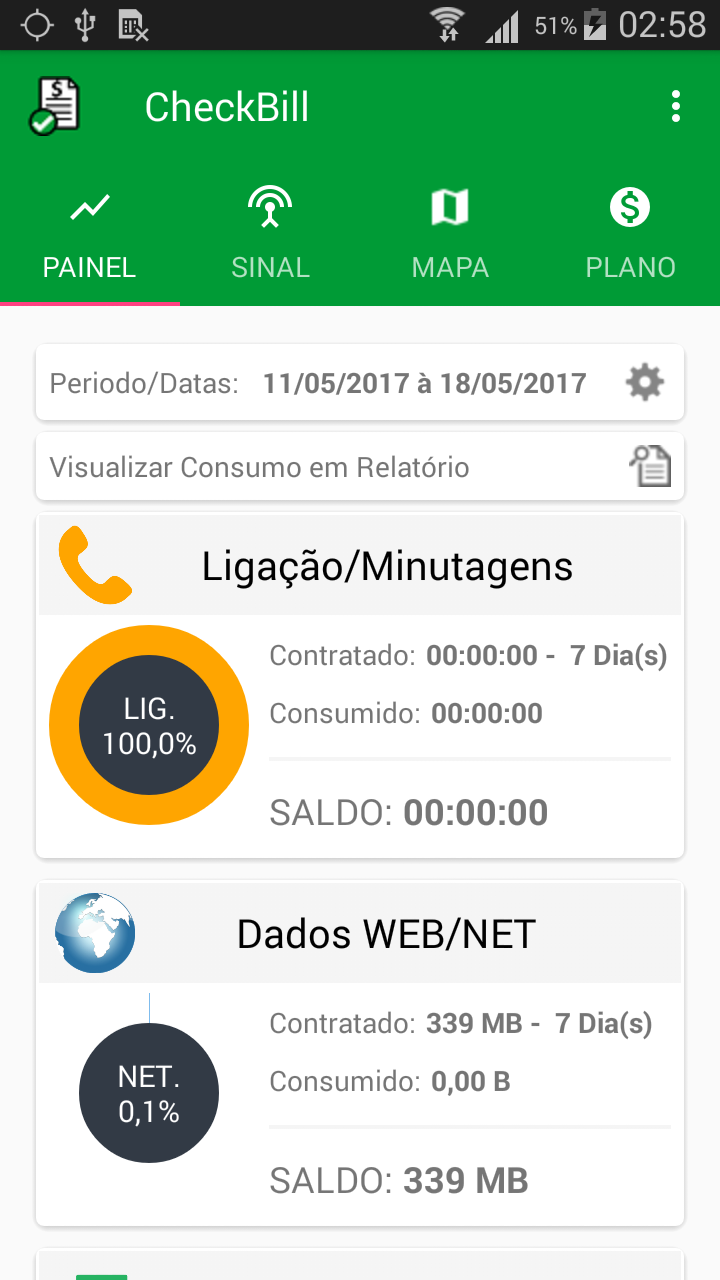 51% 02:58
CheckBill
PAINEL SINAL MAPA PLANO
Periodo/Datas: 11/05/2017 à 18/05/2017
Visualizar Consumo em Relatório
Ligação/Minutagens
LIG.
100,0%
Contratado: 00:00:00 - 7 Dia(s)
Consumido: 00:00:00
SALDO: 00:00:00
Dados WEB/NET
NET.
0,1%
Contratado: 339 MB - 7 Dia(s)
Consumido: 0,00 B
SALDO: 339 MB